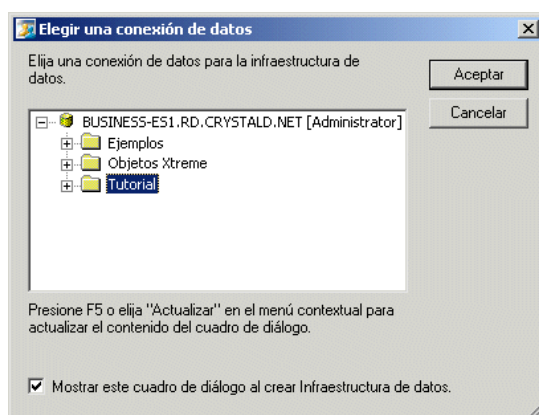 Elegir una conexión de datos
Elija una conexión de datos para la infraestructura de
datos.
Aceptar
Cancelar
BUSINESS-ES1.RD.CRYSTALD.NET [Administrator]
Ejemplos
Objetos Xtreme
Tutorial
Presione F5 o elija "Actualizar" en el menú contextual para
actualizar el contenido del cuadro de diálogo.
Mostrar este cuadro de diálogo al crear Infraestructura de datos.